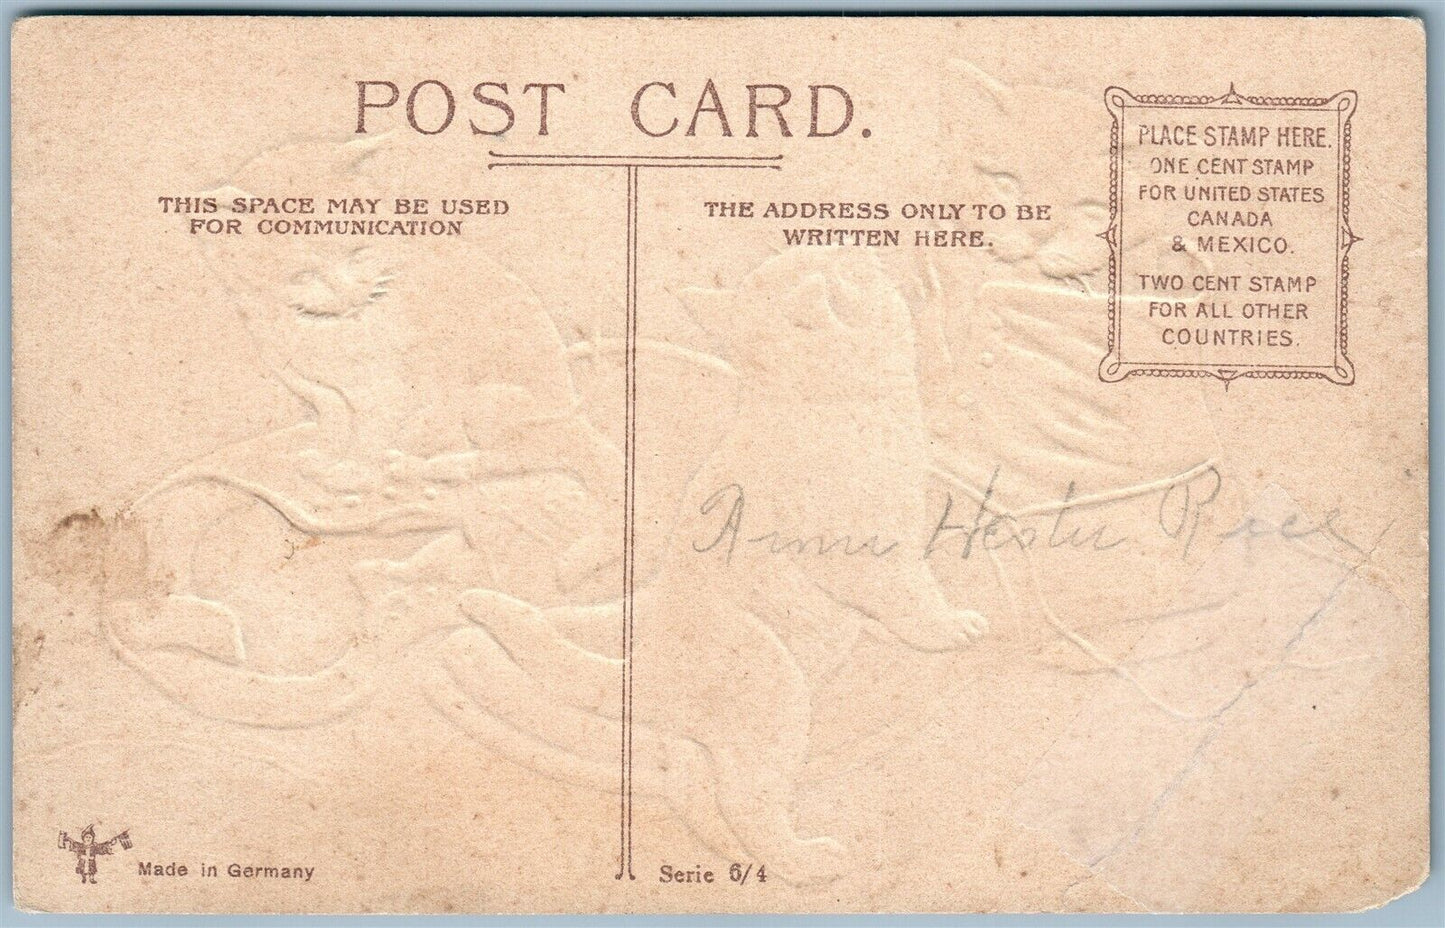 POST CARD.
THIS SPACE MAY BE USED
FOR COMMUNICATION
THE ADDRESS ONLY TO BE
WRITTEN HERE.
PLACE STAMP HERE.
ONE CENT STAMP
FOR UNITED STATES
CANADA
& MEXICO.
TWO CENT STAMP
FOR ALL OTHER
COUNTRIES.
Hester Rice
Made in Germany
Serie 6/4